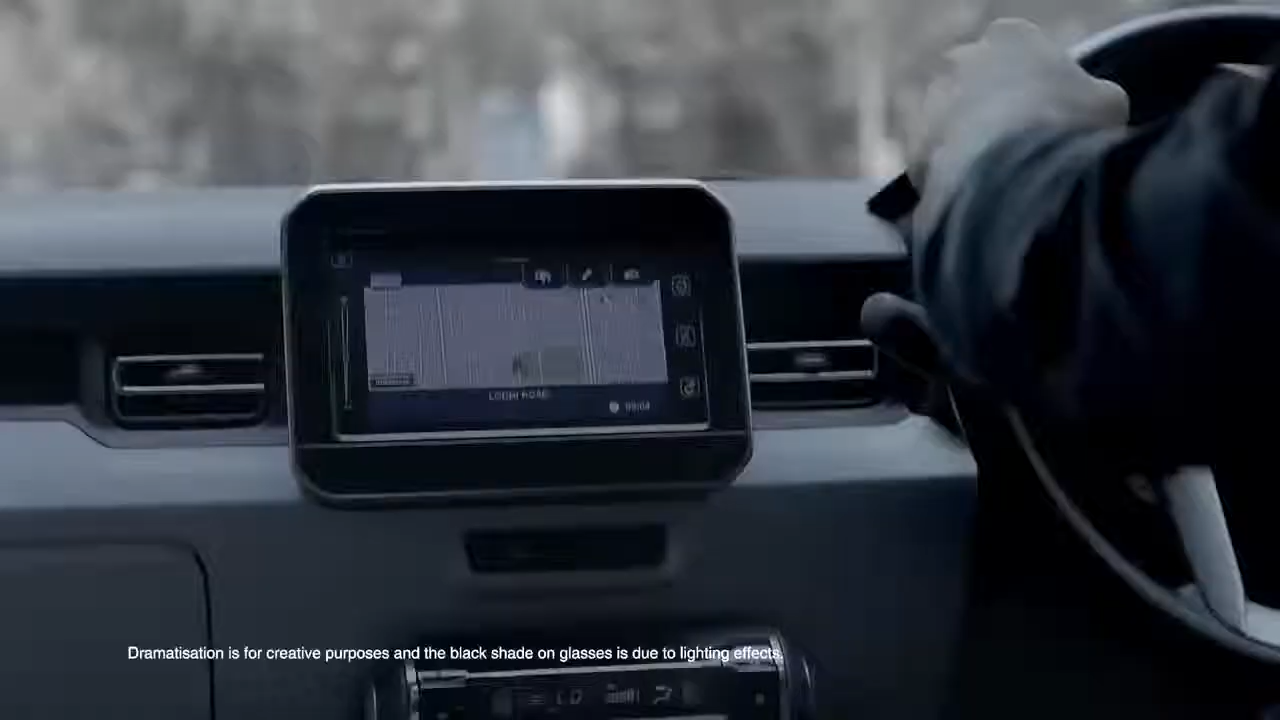 Dramatisation is for creative purposes and the black shade on glasses is due to lighting effects.